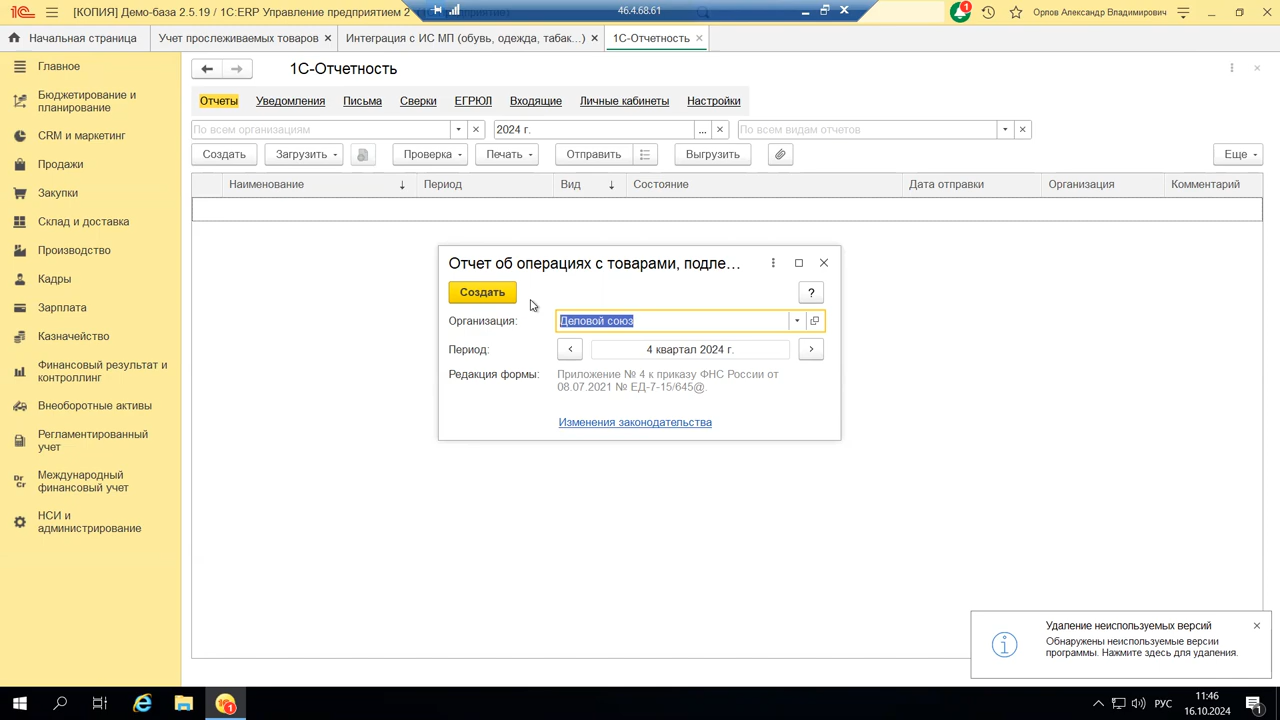 [КОПИЯ] Демо-база 2.5.19 / 1С:ERP Управление предприятием 2
46.4.68.61
1
Орлов Александр Владимирович
Начальная страница
Учет прослеживаемых товаров
Интеграция с ИС МП (обувь, одежда, табак...)
1С-Отчетность
Главное
Бюджетирование и
планирование
CRM и маркетинг
Продажи
Закупки
Склад и доставка
Производство
Кадры
Зарплата
Казначейство
Финансовый результат и
контроллинг
Внеоборотные активы
Регламентированный
учет
Международный
финансовый учет
НСИ и
администрирование
1С-Отчетность
Отчеты
Уведомления
Письма
Сверки
ЕГРЮЛ
Входящие
Личные кабинеты
Настройки
По всем организациям
2024 г.
...
По всем видам отчетов
Создать
Загрузить
Проверка
Печать
Отправить
Выгрузить
Еще
Наименование
Период
Вид
Состояние
Дата отправки
Организация
Комментарий
Отчет об операциях с товарами, подле...
Создать
?
Организация:
Деловой союз
Период:
4 квартал 2024 г.
Редакция формы:
Приложение № 4 к приказу ФНС России от
08.07.2021 № ЕД-7-15/645@.
Изменения законодательства
Удаление неиспользуемых версий
Обнаружены неиспользуемые версии
программы. Нажмите здесь для удаления.
РУС
11:46
16.10.2024
1